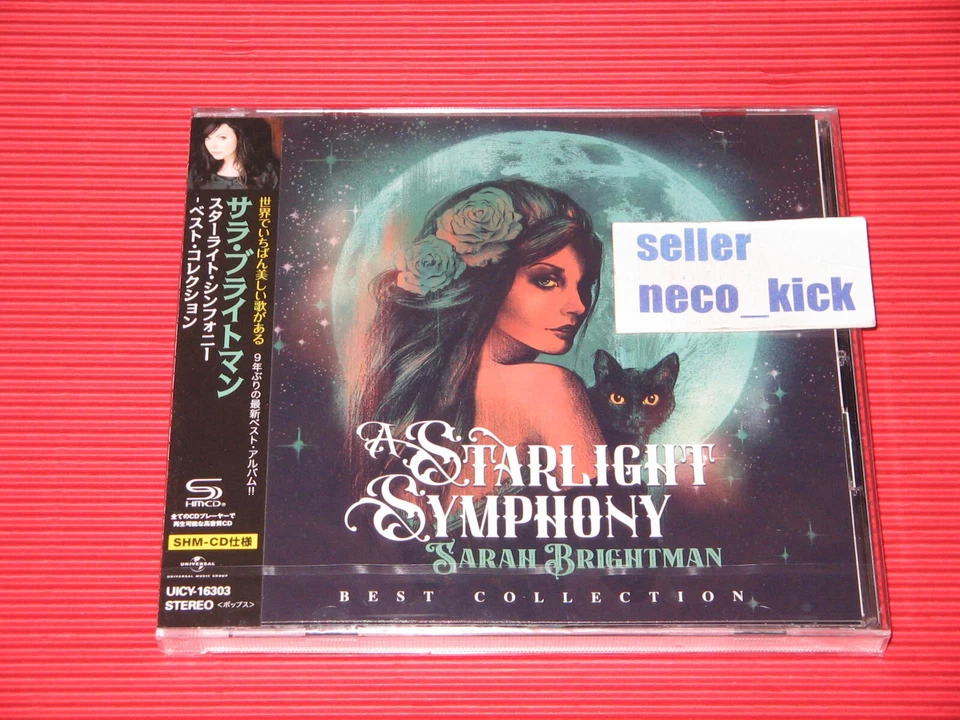 サラ・ブライトマン
スターライト・シンフォニー
-ベスト・コレクション
世界でいちばん美しい歌がある
9年ぶりの最新ベスト・アルバム!!
SHMCD®
全てのCDプレーヤーで
再生可能な高音質CD
SHM-CD仕様
UNIVERSAL
UNIVERSAL MUSIC GROUP
UICY-16303
STEREO <ポップス>
seller
neco_kick
A STARLIGHT
SYMPHONY
SARAH BRIGHTMAN
BEST COLLECTION